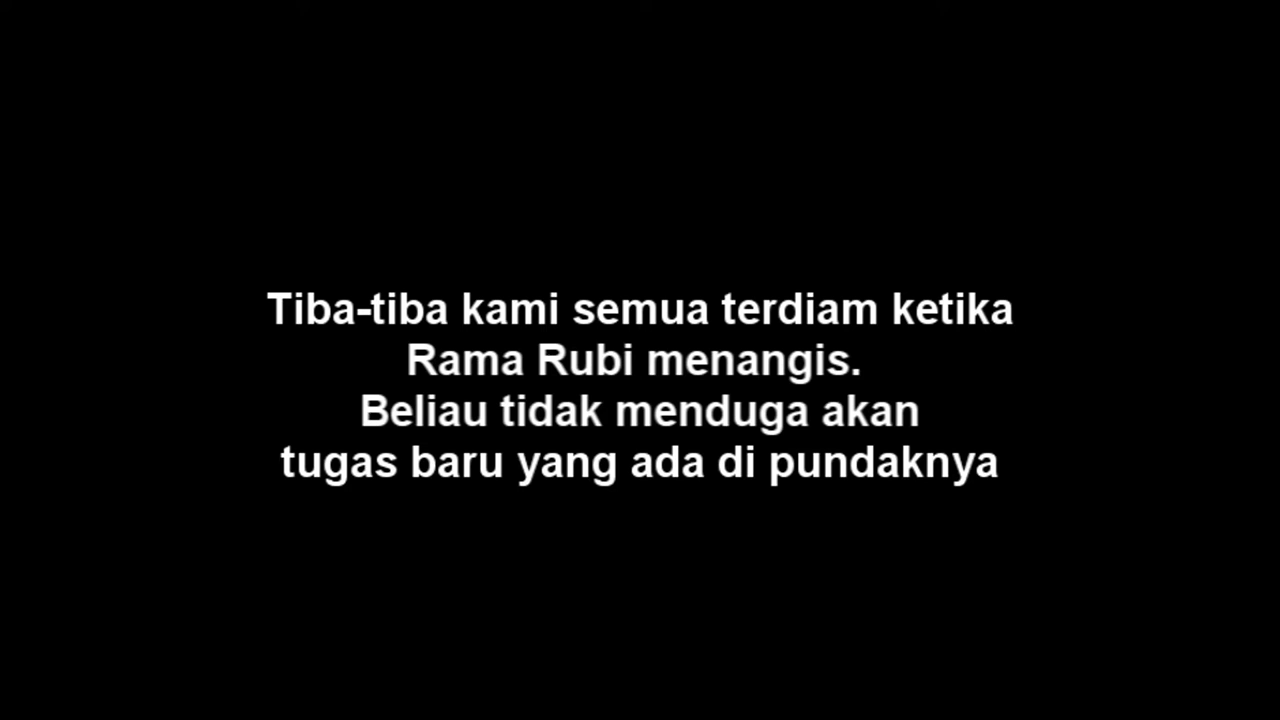 Tiba-tiba kami semua terdiam ketika
Rama Rubi menangis.
Beliau tidak menduga akan
tugas baru yang ada di pundaknya